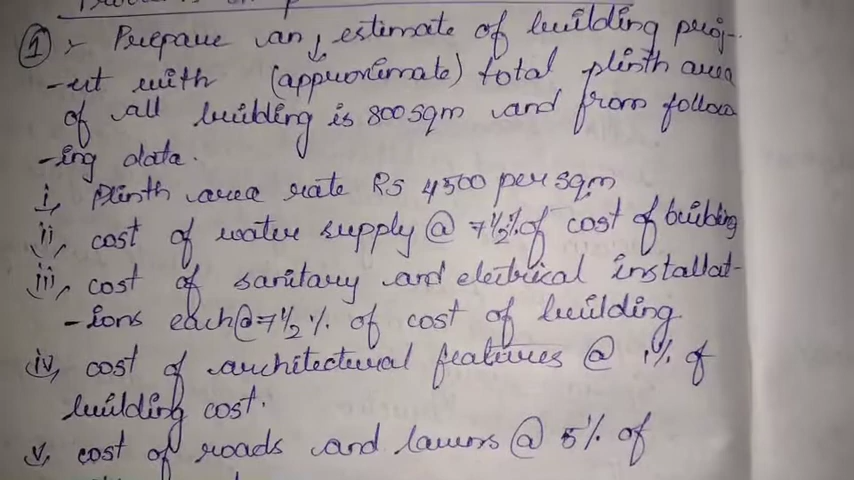 ① :- Prepare an ↓ estimate of building proj-
-ect with (approximate) total plinth area
of all building is 800 sqm and from follow
-ing data.
i, Plinth area rate RS 4500 per sqm
ii, cost of water supply @ 7½% of cost of building
iii, cost of sanitary and electrical installat-
-ions each @ 7½% of cost of building.
iv, cost of architectural features @ 1% of
building cost.
v, cost of roads and lawns @ 5% of